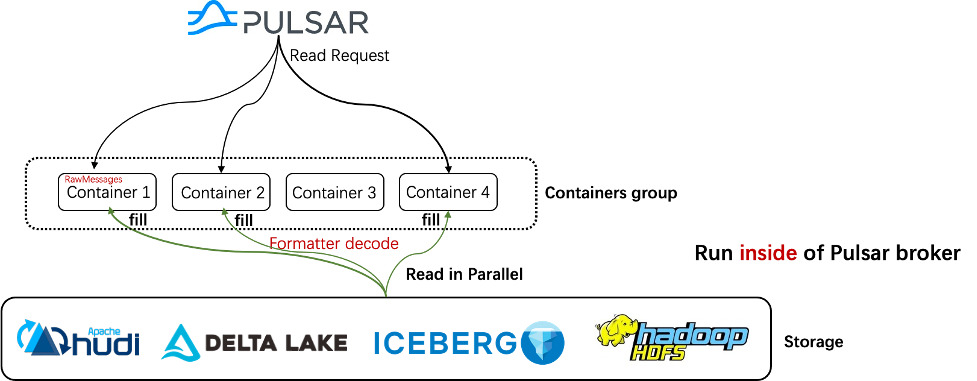 PULSAR
Read Request
RawMessages
Container 1
Container 2
Container 3
Container 4
Containers group
fill
fill
fill
Formatter decode
Read in Parallel
Run inside of Pulsar broker
Apache
hudi
DELTA LAKE
ICEBERG
hadoop
HDFS
Storage